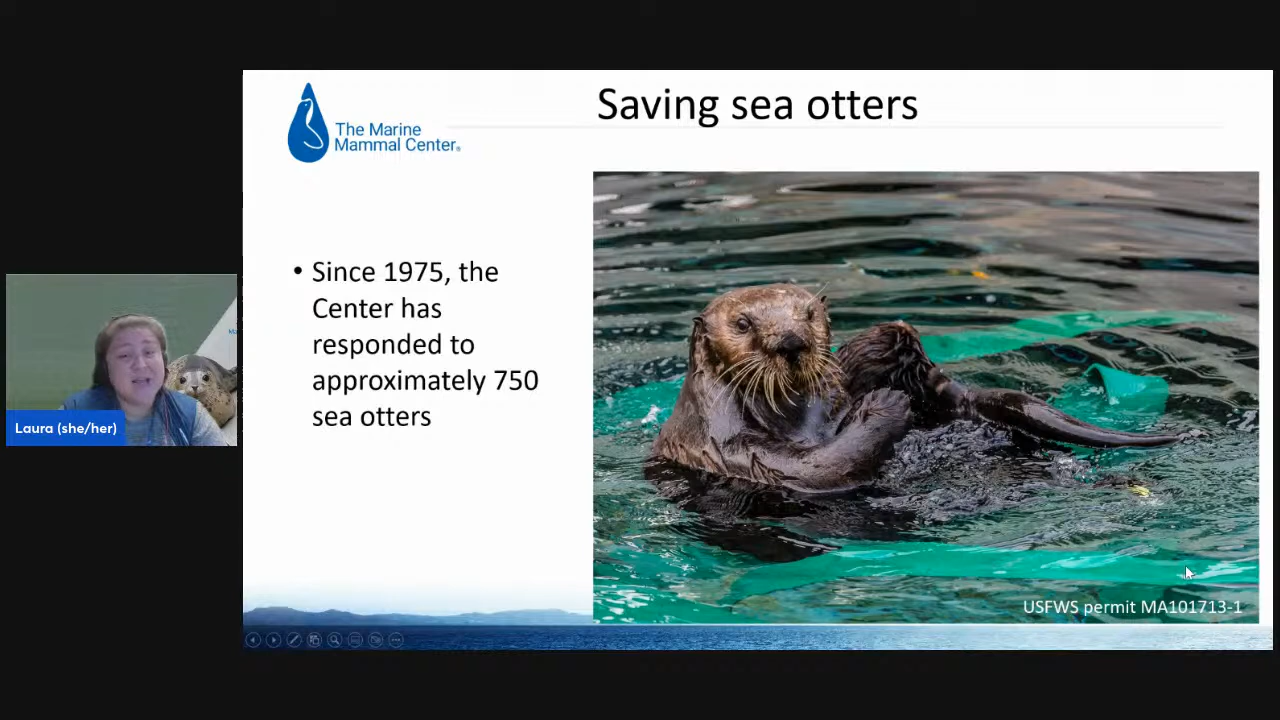 Saving sea otters
The Marine
Mammal Center®
• Since 1975, the
Center has
responded to
approximately 750
sea otters
Laura (she/her)
USFWS permit MA101713-1